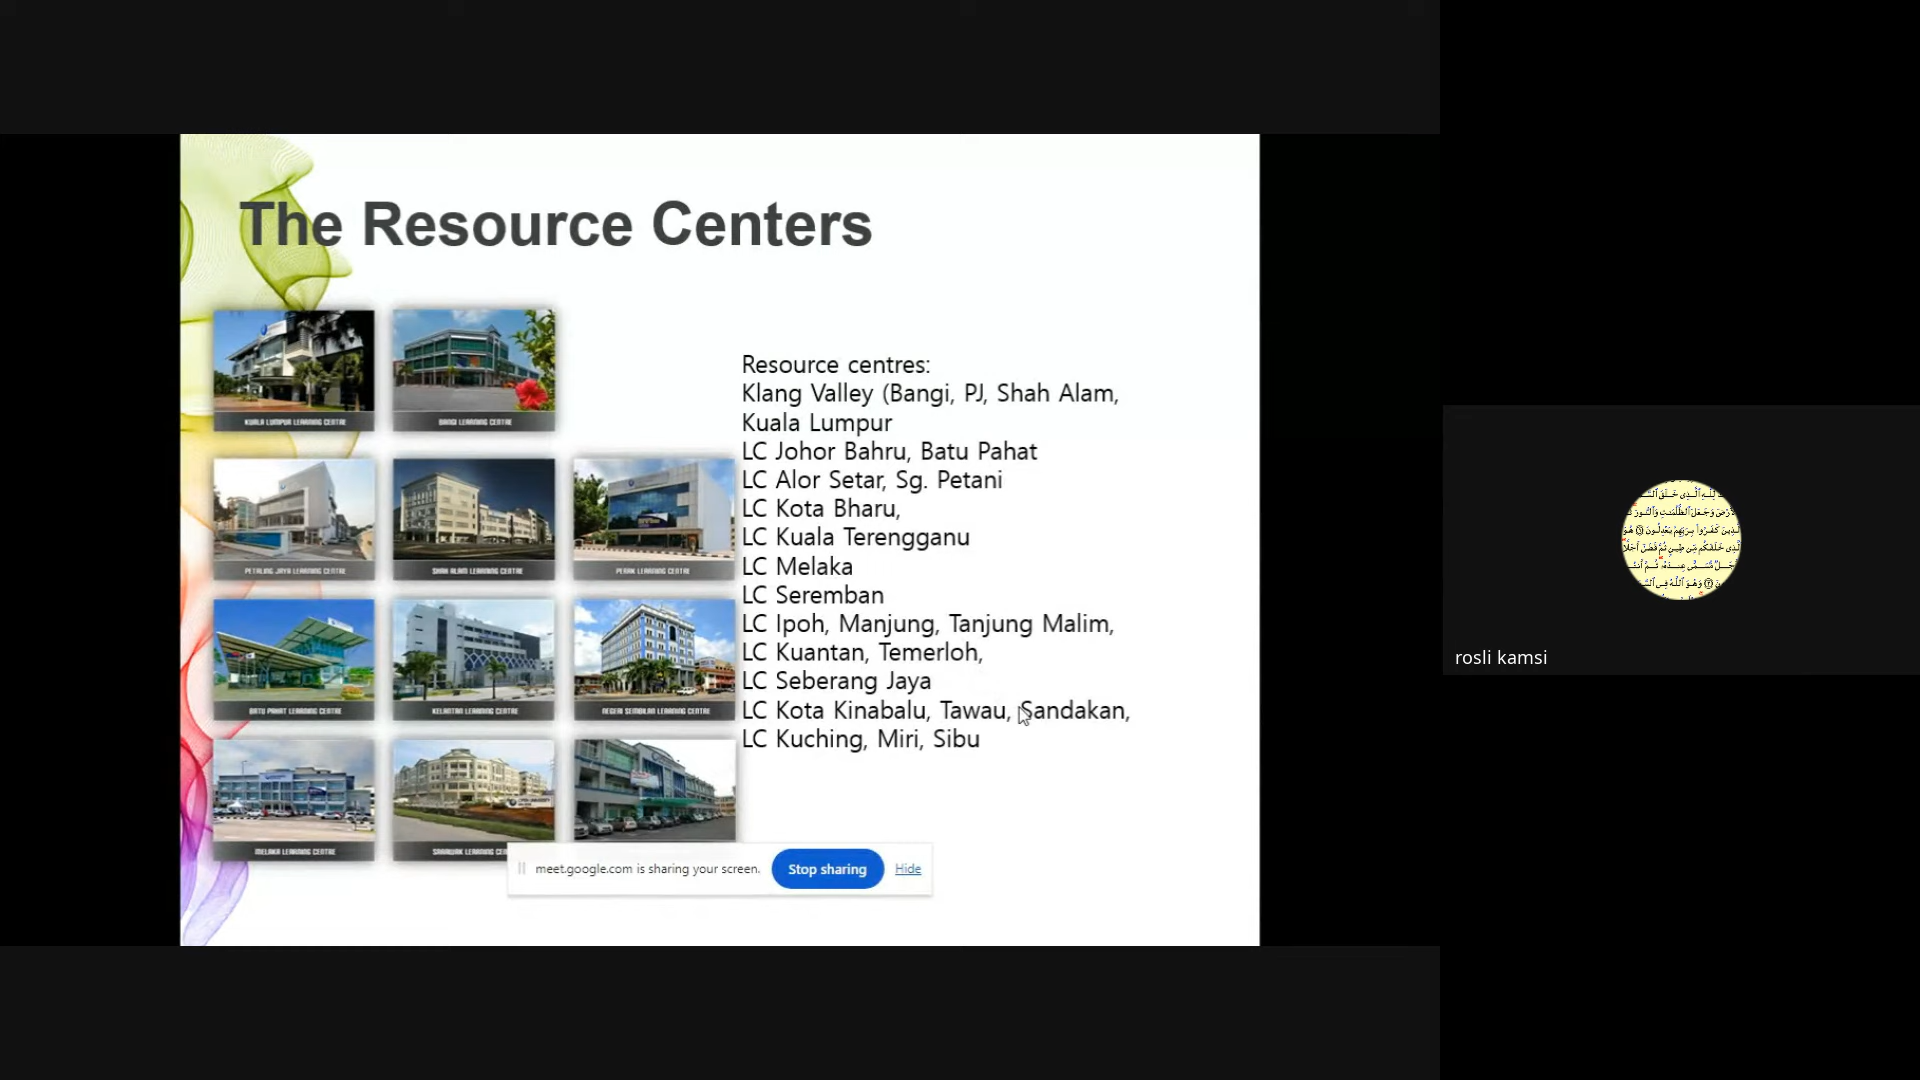 The Resource Centers
KUALA LUMPUR LEARNING CENTRE
BANGI LEARNING CENTRE
PETALING JAYA LEARNING CENTRE
SHAH ALAM LEARNING CENTRE
PERAK LEARNING CENTRE
BATU PAHAT LEARNING CENTRE
KELANTAN LEARNING CENTRE
NEGERI SEMBILAN LEARNING CENTRE
MELAKA LEARNING CENTRE
SARAWAK LEARNING
Resource centres:
Klang Valley (Bangi, PJ, Shah Alam,
Kuala Lumpur
LC Johor Bahru, Batu Pahat
LC Alor Setar, Sg. Petani
LC Kota Bharu,
LC Kuala Terengganu
LC Melaka
LC Seremban
LC Ipoh, Manjung, Tanjung Malim,
LC Kuantan, Temerloh,
LC Seberang Jaya
LC Kota Kinabalu, Tawau, Sandakan,
LC Kuching, Miri, Sibu
meet.google.com is sharing your screen.
Stop sharing
Hide
rosli kamsi